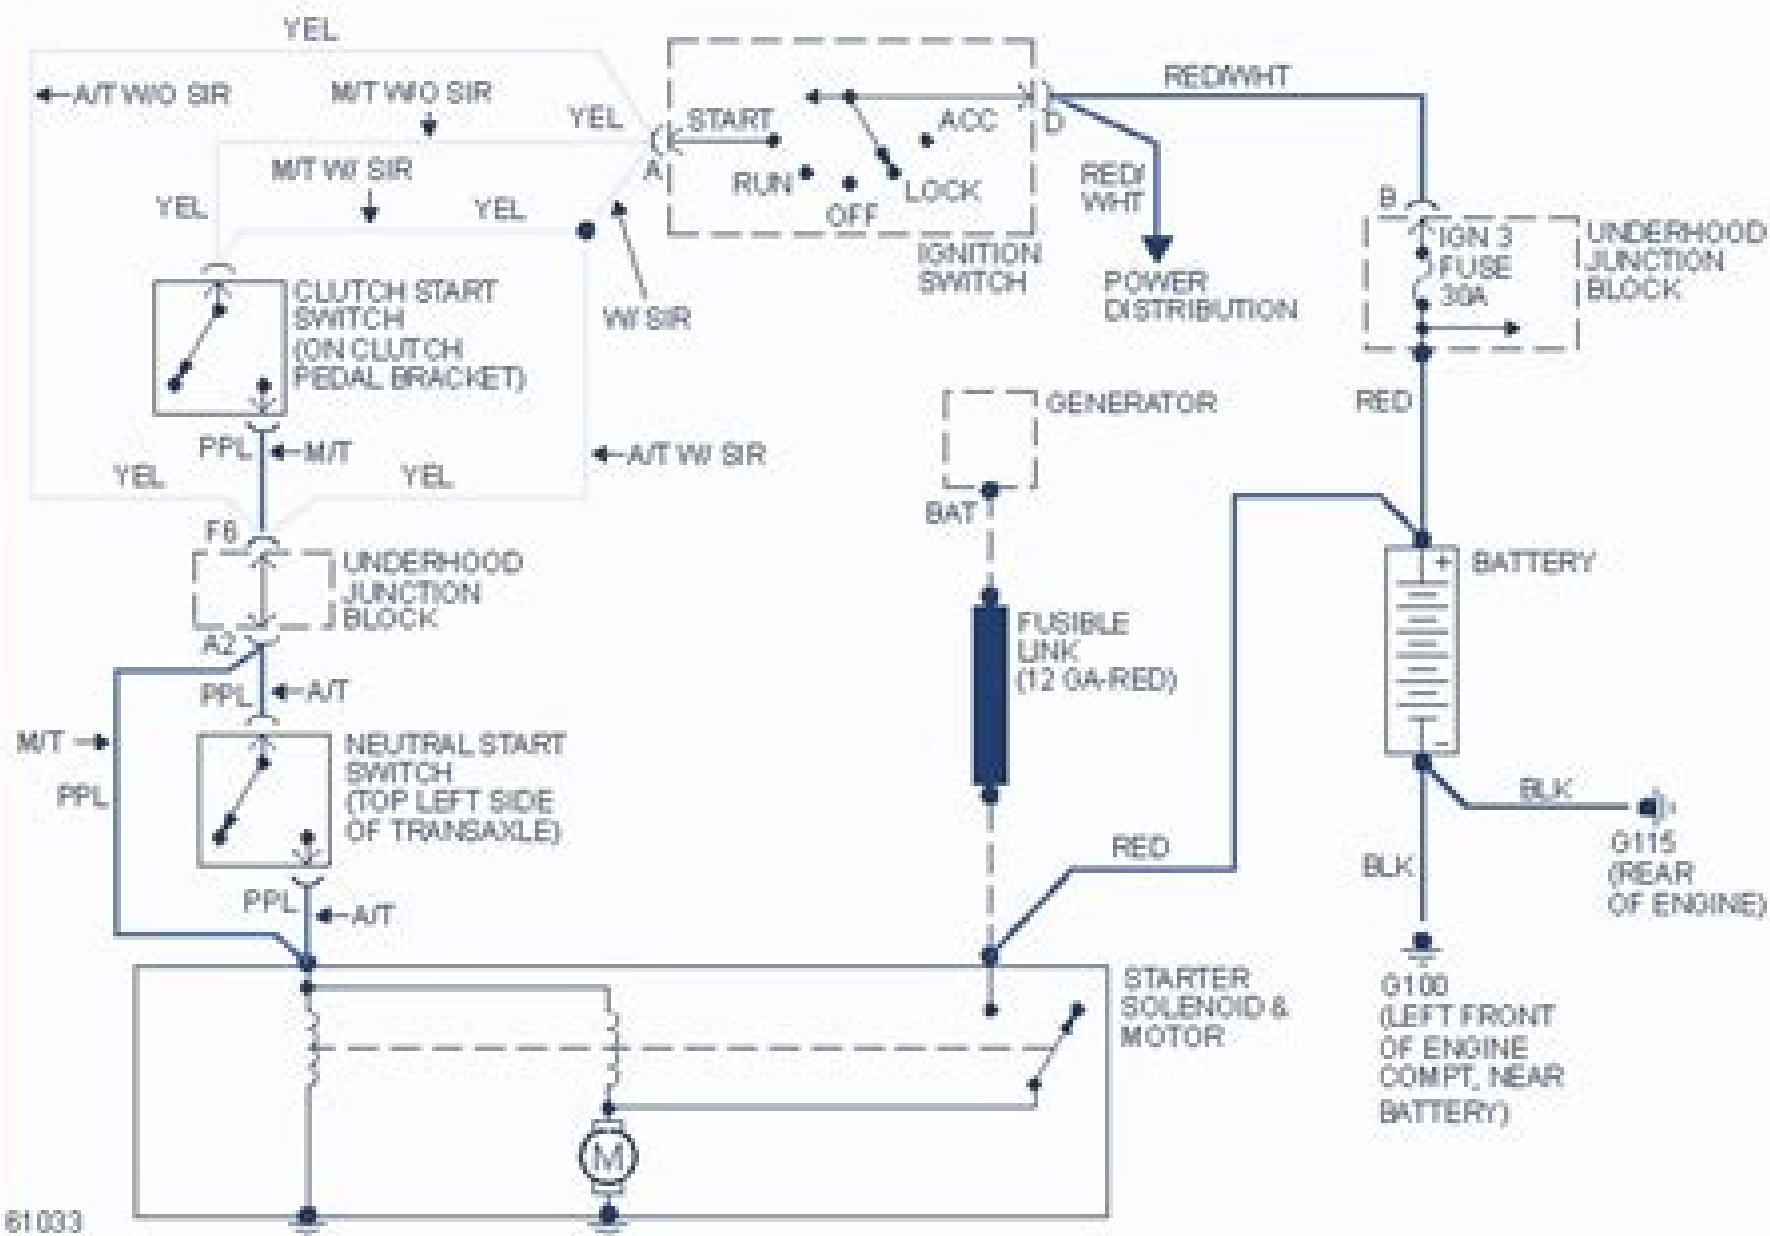 YEL
A/T W/O SIR
M/T W/O SIR
YEL
M/T W/ SIR
YEL
YEL
A
START
RUN
OFF
LOCK
ACC
D
IGNITION
SWITCH
W/ SIR
RED/WHT
RED/
WHT
POWER
DISTRIBUTION
B
IGN 3
FUSE
30A
UNDERHOOD
JUNCTION
BLOCK
CLUTCH START
SWITCH
(ON CLUTCH
PEDAL BRACKET)
PPL
M/T
YEL
YEL
A/T W/ SIR
GENERATOR
BAT
RED
F6
UNDERHOOD
JUNCTION
BLOCK
A2
PPL
A/T
FUSIBLE
LINK
(12 GA-RED)
+
BATTERY
-
M/T
PPL
NEUTRAL START
SWITCH
(TOP LEFT SIDE
OF TRANSAXLE)
PPL
A/T
RED
BLK
BLK
G115
(REAR
OF ENGINE)
STARTER
SOLENOID &
MOTOR
G100
(LEFT FRONT
OF ENGINE
COMPT, NEAR
BATTERY)
M
61033